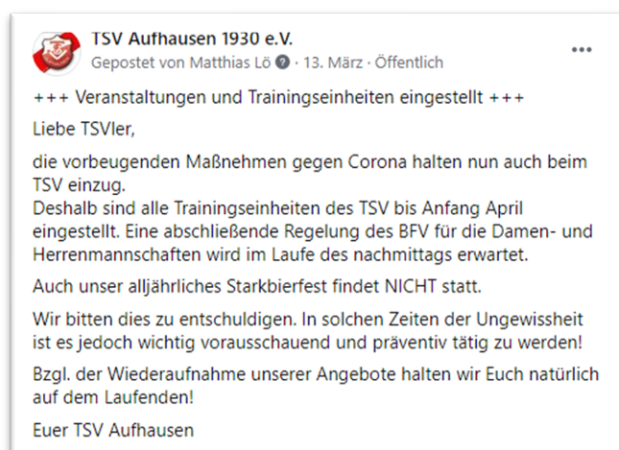 TSV Aufhausen 1930 e.V.
Gepostet von Matthias Lö · 13. März · Öffentlich
+++ Veranstaltungen und Trainingseinheiten eingestellt +++
Liebe TSVler,
die vorbeugenden Maßnehmen gegen Corona halten nun auch beim
TSV einzug.
Deshalb sind alle Trainingseinheiten des TSV bis Anfang April
eingestellt. Eine abschließende Regelung des BFV für die Damen- und
Herrenmannschaften wird im Laufe des nachmittags erwartet.
Auch unser alljährliches Starkbierfest findet NICHT statt.
Wir bitten dies zu entschuldigen. In solchen Zeiten der Ungewissheit
ist es jedoch wichtig vorausschauend und präventiv tätig zu werden!
Bzgl. der Wiederaufnahme unserer Angebote halten wir Euch natürlich
auf dem Laufenden!
Euer TSV Aufhausen